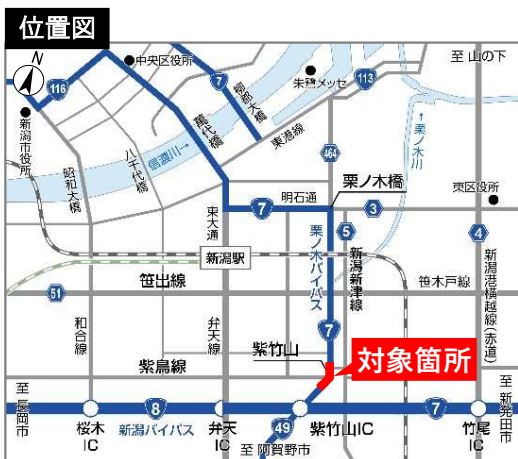 位置図
N
116
中央区役所
7
柳都大橋
朱鷺メッセ
113
至 山の下
新潟市役所
萬代橋
八千代橋
昭和大橋
信濃川→
東港線
464
←栗ノ木川
栗ノ木橋
明石通
7
3
東区役所
東大通
栗ノ木バイパス
5
新潟新津線
4
新潟港横越線(赤道)
新潟駅
笹出線
51
笹木戸線
和合線
弁天線
7
紫竹山
対象箇所
紫鳥線
至 長岡市
8
7
至 新発田市
桜木IC
新潟バイパス
弁天IC
49
紫竹山IC
竹尾IC
至 阿賀野市